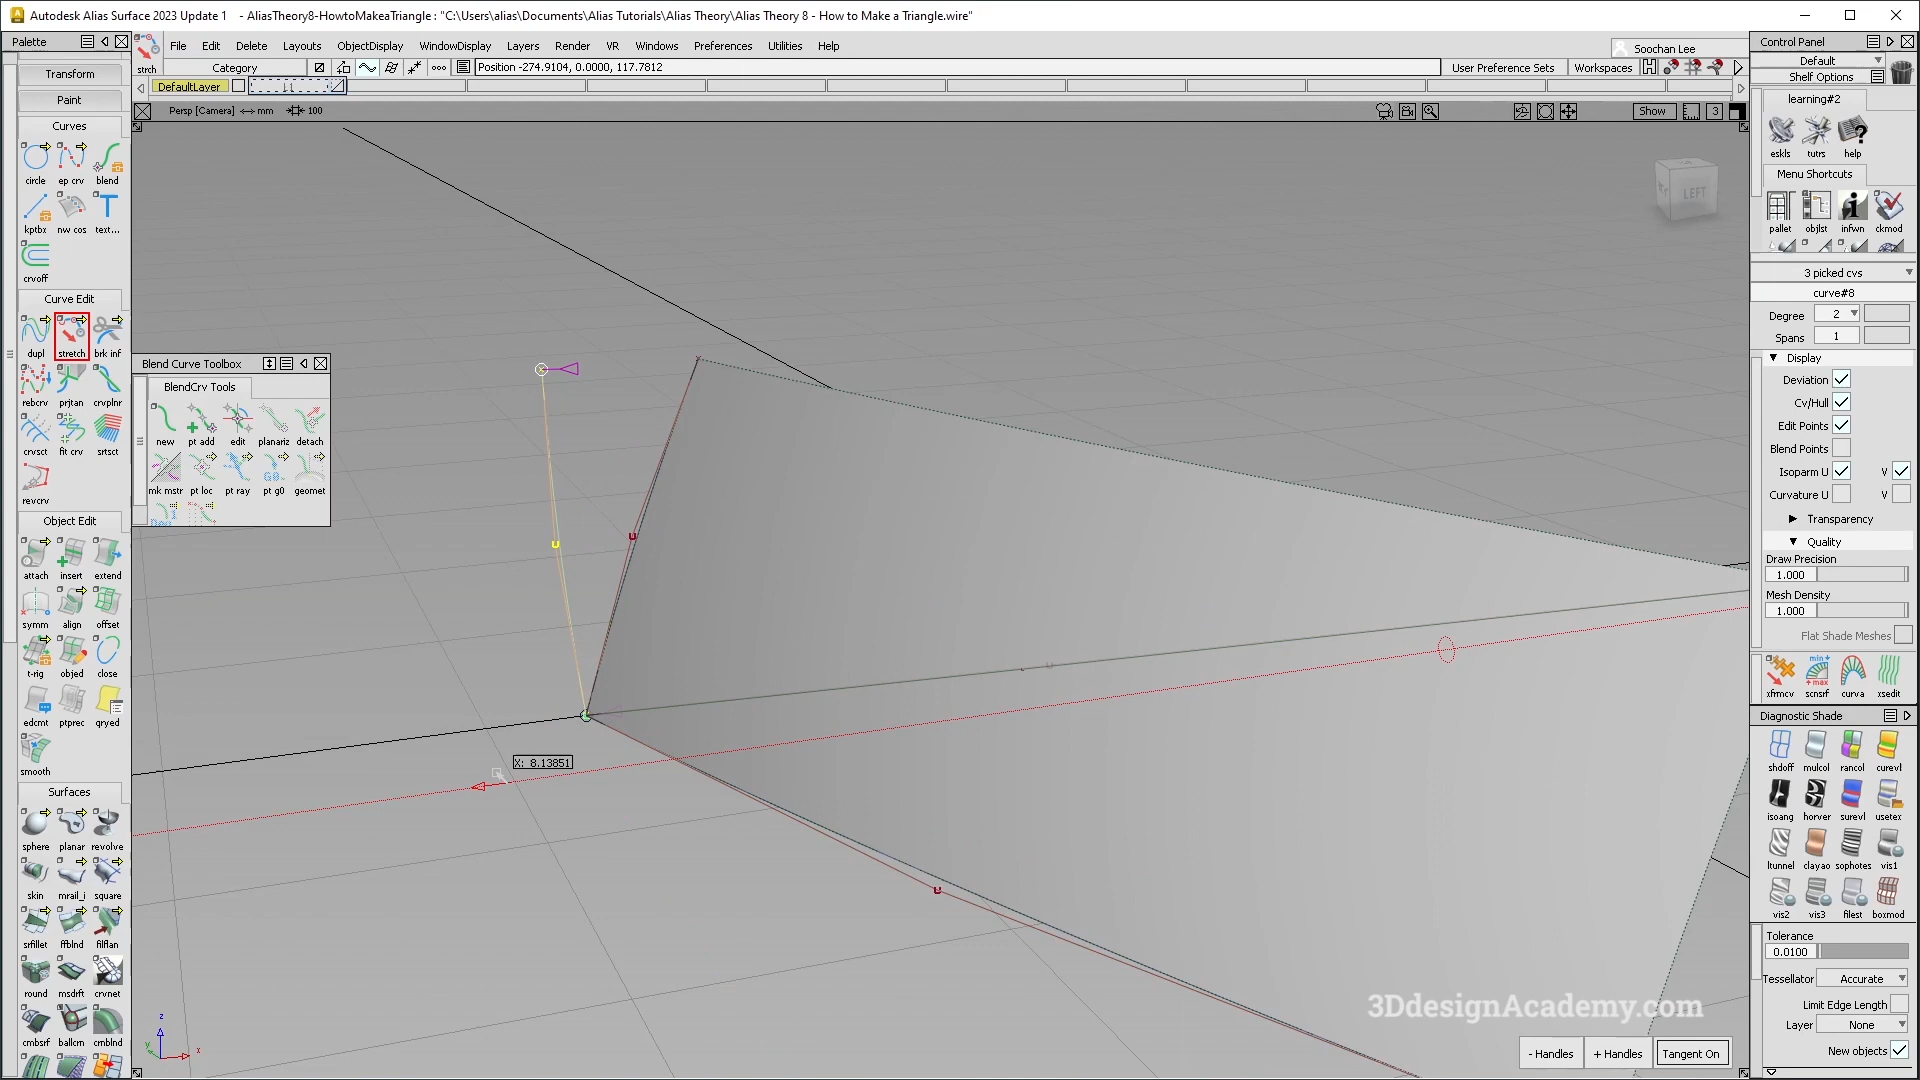 Autodesk Alias Surface 2023 Update 1 - AliasTheory8-HowtoMakeaTriangle : "C:\Users\alias\Documents\Alias Tutorials\Alias Theory\Alias Theory 8 - How to Make a Triangle.wire"
Palette
Transform
Paint
Curves
circle ep crv blend
kptbx nw cos text...
crvoff
Curve Edit
dupl stretch brk inf
rebcrv prjtan crvplnr
crvsct fit crv srtsct
revcrv
Object Edit
attach insert extend
symm align offset
t-rig objed close
edcmt ptprec qryed
smooth
Surfaces
sphere planar revolve
skin mrail_i square
srfillet ffblnd filflan
round msdrft crvnet
cmbsrf ballcrn cmblnd
strch
File Edit Delete Layouts ObjectDisplay WindowDisplay Layers Render VR Windows Preferences Utilities Help
Soochan Lee
Category
Position -274.9104, 0.0000, 117.7812
User Preference Sets Workspaces
DefaultLayer L1
Persp [Camera] mm 100
Show 3
LEFT
Blend Curve Toolbox
BlendCrv Tools
new pt add edit planariz detach
mk mstr pt loc pt ray pt g0 geomet
U
U
U
U
X: 8.13851
z
y x
3DdesignAcademy.com
- Handles + Handles Tangent On
Control Panel
Default
Shelf Options
learning#2
eskls tutrs help
Menu Shortcuts
pallet objlst infwn ckmod
3 picked cvs
curve#8
Degree 2
Spans 1
Display
Deviation
Cv/Hull
Edit Points
Blend Points
Isoparm U V
Curvature U V
Transparency
Quality
Draw Precision
1.000
Mesh Density
1.000
Flat Shade Meshes
xfrmcv scnsrf curva xsedit
Diagnostic Shade
shdoff mulcol rancol curevl
isoang horver surevl usetex
ltunnel clayao sophotes vis1
vis2 vis3 filest boxmod
Tolerance
0.0100
Tessellator Accurate
Limit Edge Length
Layer None
New objects